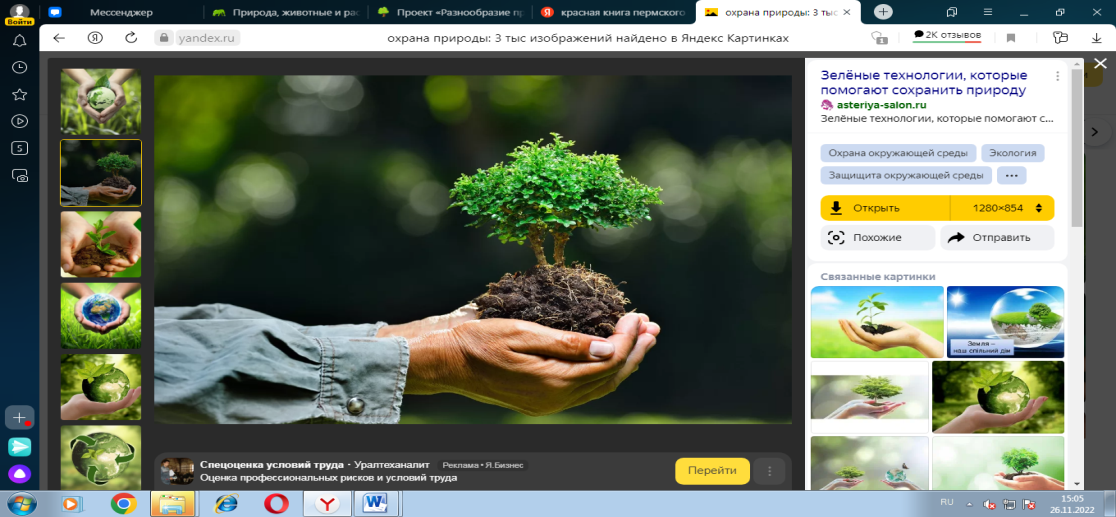 Мессенджер
Природа, животные и рас
Проект «Разнообразие пр
красная книга пермского
охрана природы: 3 тыс
Войти
yandex.ru
охрана природы: 3 тыс изображений найдено в Яндекс Картинках
2K отзывов
Зелёные технологии, которые
помогают сохранить природу
asteriya-salon.ru
Зелёные технологии, которые помогают с...
Охрана окружающей среды
Экология
Защищита окружающей среды
Открыть
1280×854
Похожие
Отправить
Связанные картинки
Земля –
наш спільний дім
Спецоценка условий труда · Уралтеханалит
Реклама • Я.Бизнес
Оценка профессиональных рисков и условий труда
Перейти
RU
15:05
26.11.2022